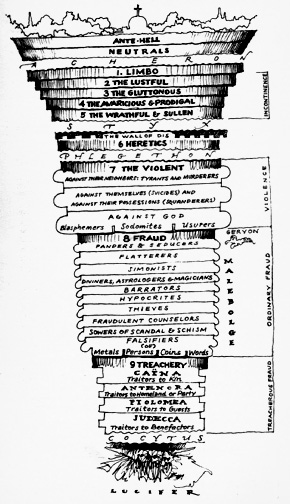 ANTE-HELL
NEUTRALS
ACHERON
1. LIMBO
2 THE LUSTFUL
3 THE GLUTTONOUS
4 THE AVARICIOUS & PRODIGAL
5 THE WRATHFUL & SULLEN
INCONTINENCE
STYX
THE WALL OF DIS
6 HERETICS
PHLEGETHON
7 THE VIOLENT
AGAINST THEIR NEIGHBORS: TYRANTS AND MURDERERS
AGAINST THEMSELVES (SUICIDES) AND
AGAINST THEIR POSESSIONS (SQUANDERERS)
AGAINST GOD
Blasphemers Sodomites Usurers
VIOLENCE
GERYON
8 FRAUD
PANDERS & SEDUCERS
FLATTERERS
SIMONISTS
DIVINERS, ASTROLOGERS & MAGICIANS
BARRATORS
HYPOCRITES
THIEVES
FRAUDULENT COUNSELORS
SOWERS OF SCANDAL & SCHISM
FALSIFIERS
(OF)
Metals Persons Coins Words
MALEBOLGE
ORDINARY FRAUD
9 TREACHERY
CAÏNA
Traitors to Kin
ANTENORA
Traitors to Homeland or Party
PTOLOMEA
Traitors to Guests
JUDECCA
Traitors to Benefactors
TREACHEROUS FRAUD
COCYTUS
LUCIFER